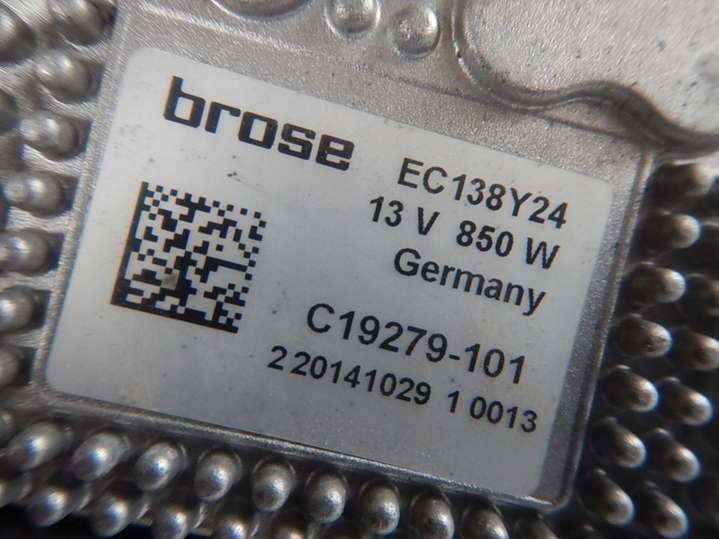 brose
EC138Y24
13 V 850 W
Germany
C19279-101
2 20141029 1 0013